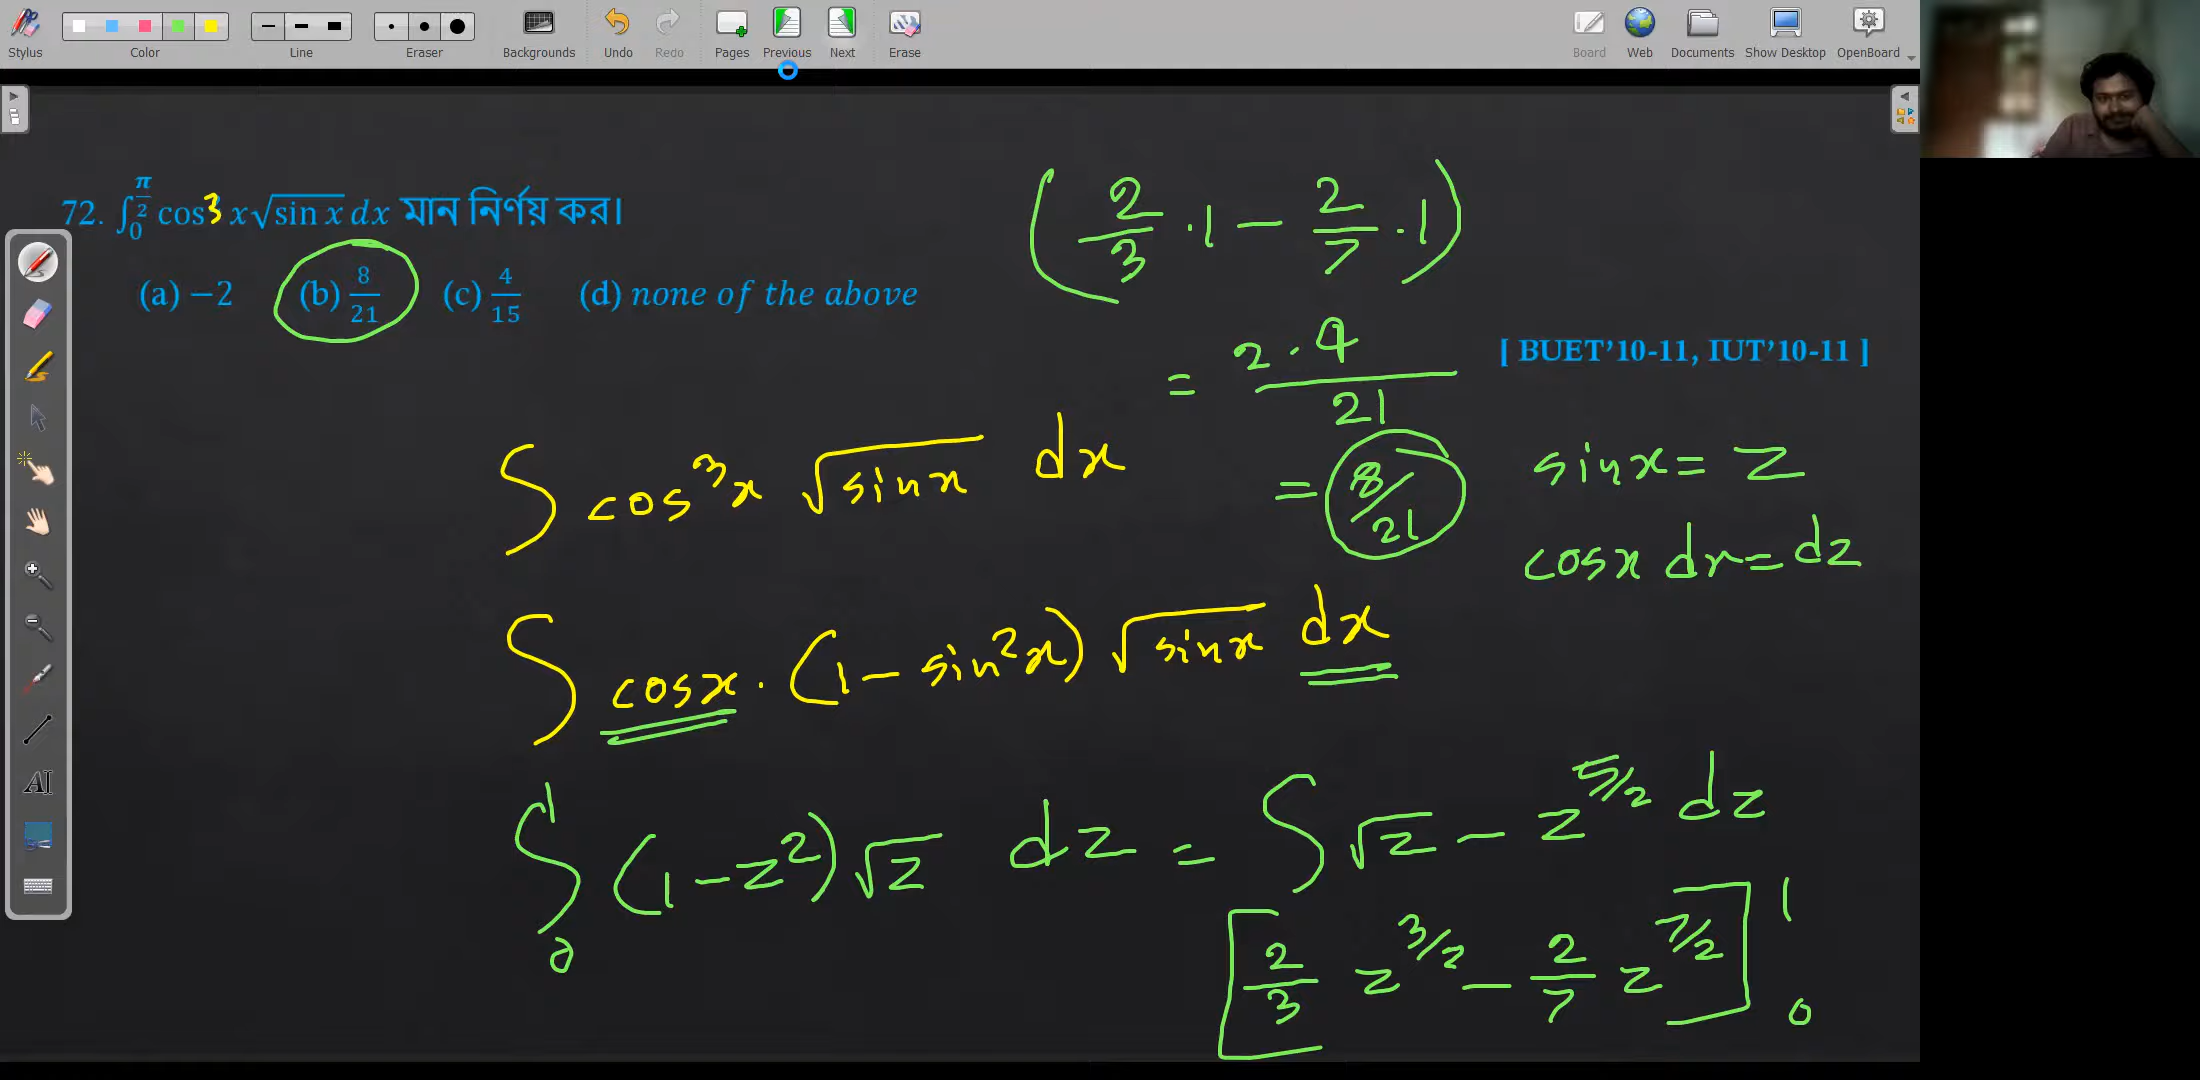 Stylus Color Line Eraser Backgrounds Undo Redo Pages Previous Next Erase Board Web Documents Show Desktop OpenBoard
72. ∫₀^(π/2) cos³ x√(sin x) dx মান নির্ণয় কর।
(a) −2 (b) 8/21 (c) 4/15 (d) none of the above
[ BUET’10-11, IUT’10-11 ]
(2/3 · 1 − 2/7 · 1)
= 2 · 4 / 21
= 8/21
sinx = z
cosx dx = dz
∫ cos³x √(sinx) dx
∫ cosx · (1 − sin²x) √(sinx) dx
∫₀¹ (1 − z²) √z dz = ∫ √z − z^(5/2) dz
[2/3 z^(3/2) − 2/7 z^(7/2)]₀¹
AI